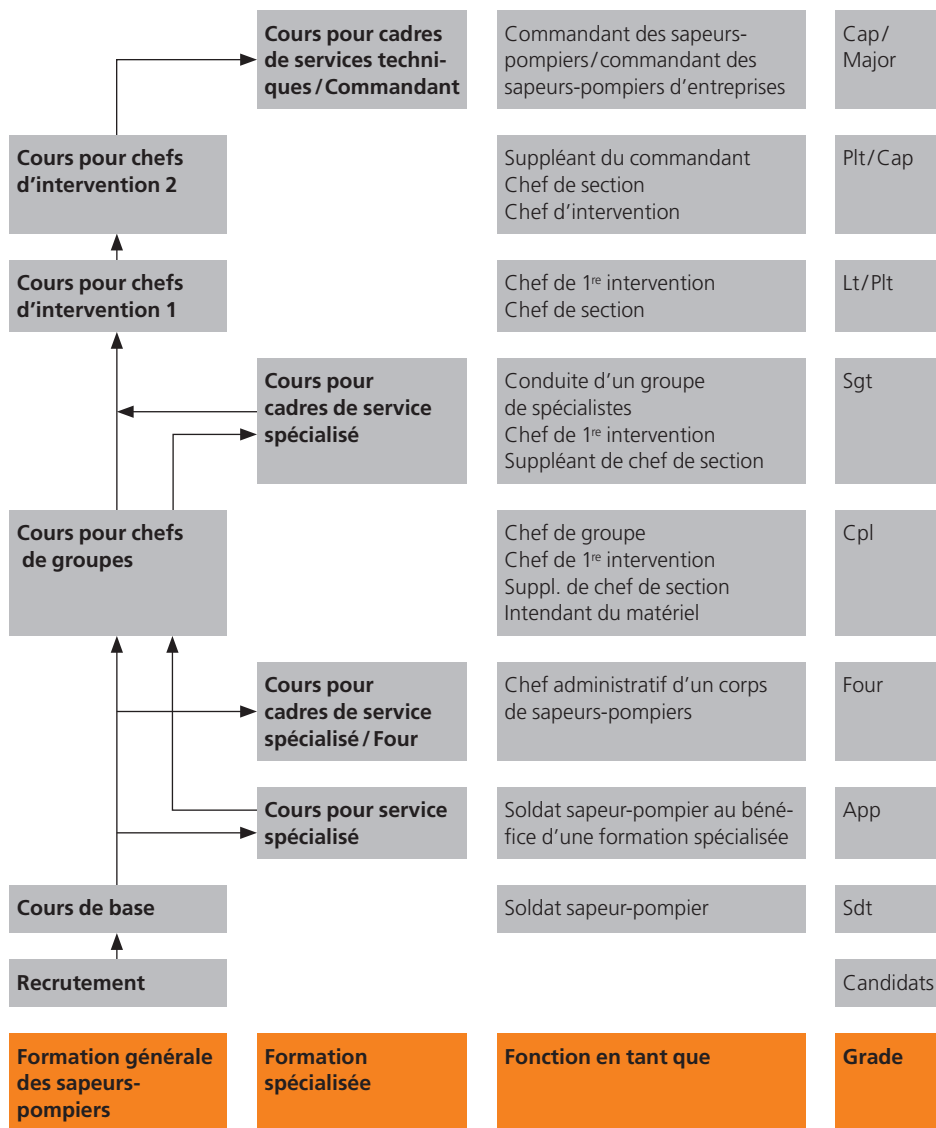 Cours pour cadres
de services techni-
ques / Commandant
Commandant des sapeurs-
pompiers/commandant des
sapeurs-pompiers d'entreprises
Cap/
Major
Cours pour chefs
d'intervention 2
Suppléant du commandant
Chef de section
Chef d'intervention
Plt/Cap
Cours pour chefs
d'intervention 1
Chef de 1re intervention
Chef de section
Lt/Plt
Cours pour
cadres de service
spécialisé
Conduite d'un groupe
de spécialistes
Chef de 1re intervention
Suppléant de chef de section
Sgt
Cours pour chefs
de groupes
Chef de groupe
Chef de 1re intervention
Suppl. de chef de section
Intendant du matériel
Cpl
Cours pour
cadres de service
spécialisé / Four
Chef administratif d'un corps
de sapeurs-pompiers
Four
Cours pour service
spécialisé
Soldat sapeur-pompier au béné-
fice d'une formation spécialisée
App
Cours de base
Soldat sapeur-pompier
Sdt
Recrutement
Candidats
Formation générale
des sapeurs-
pompiers
Formation
spécialisée
Fonction en tant que
Grade